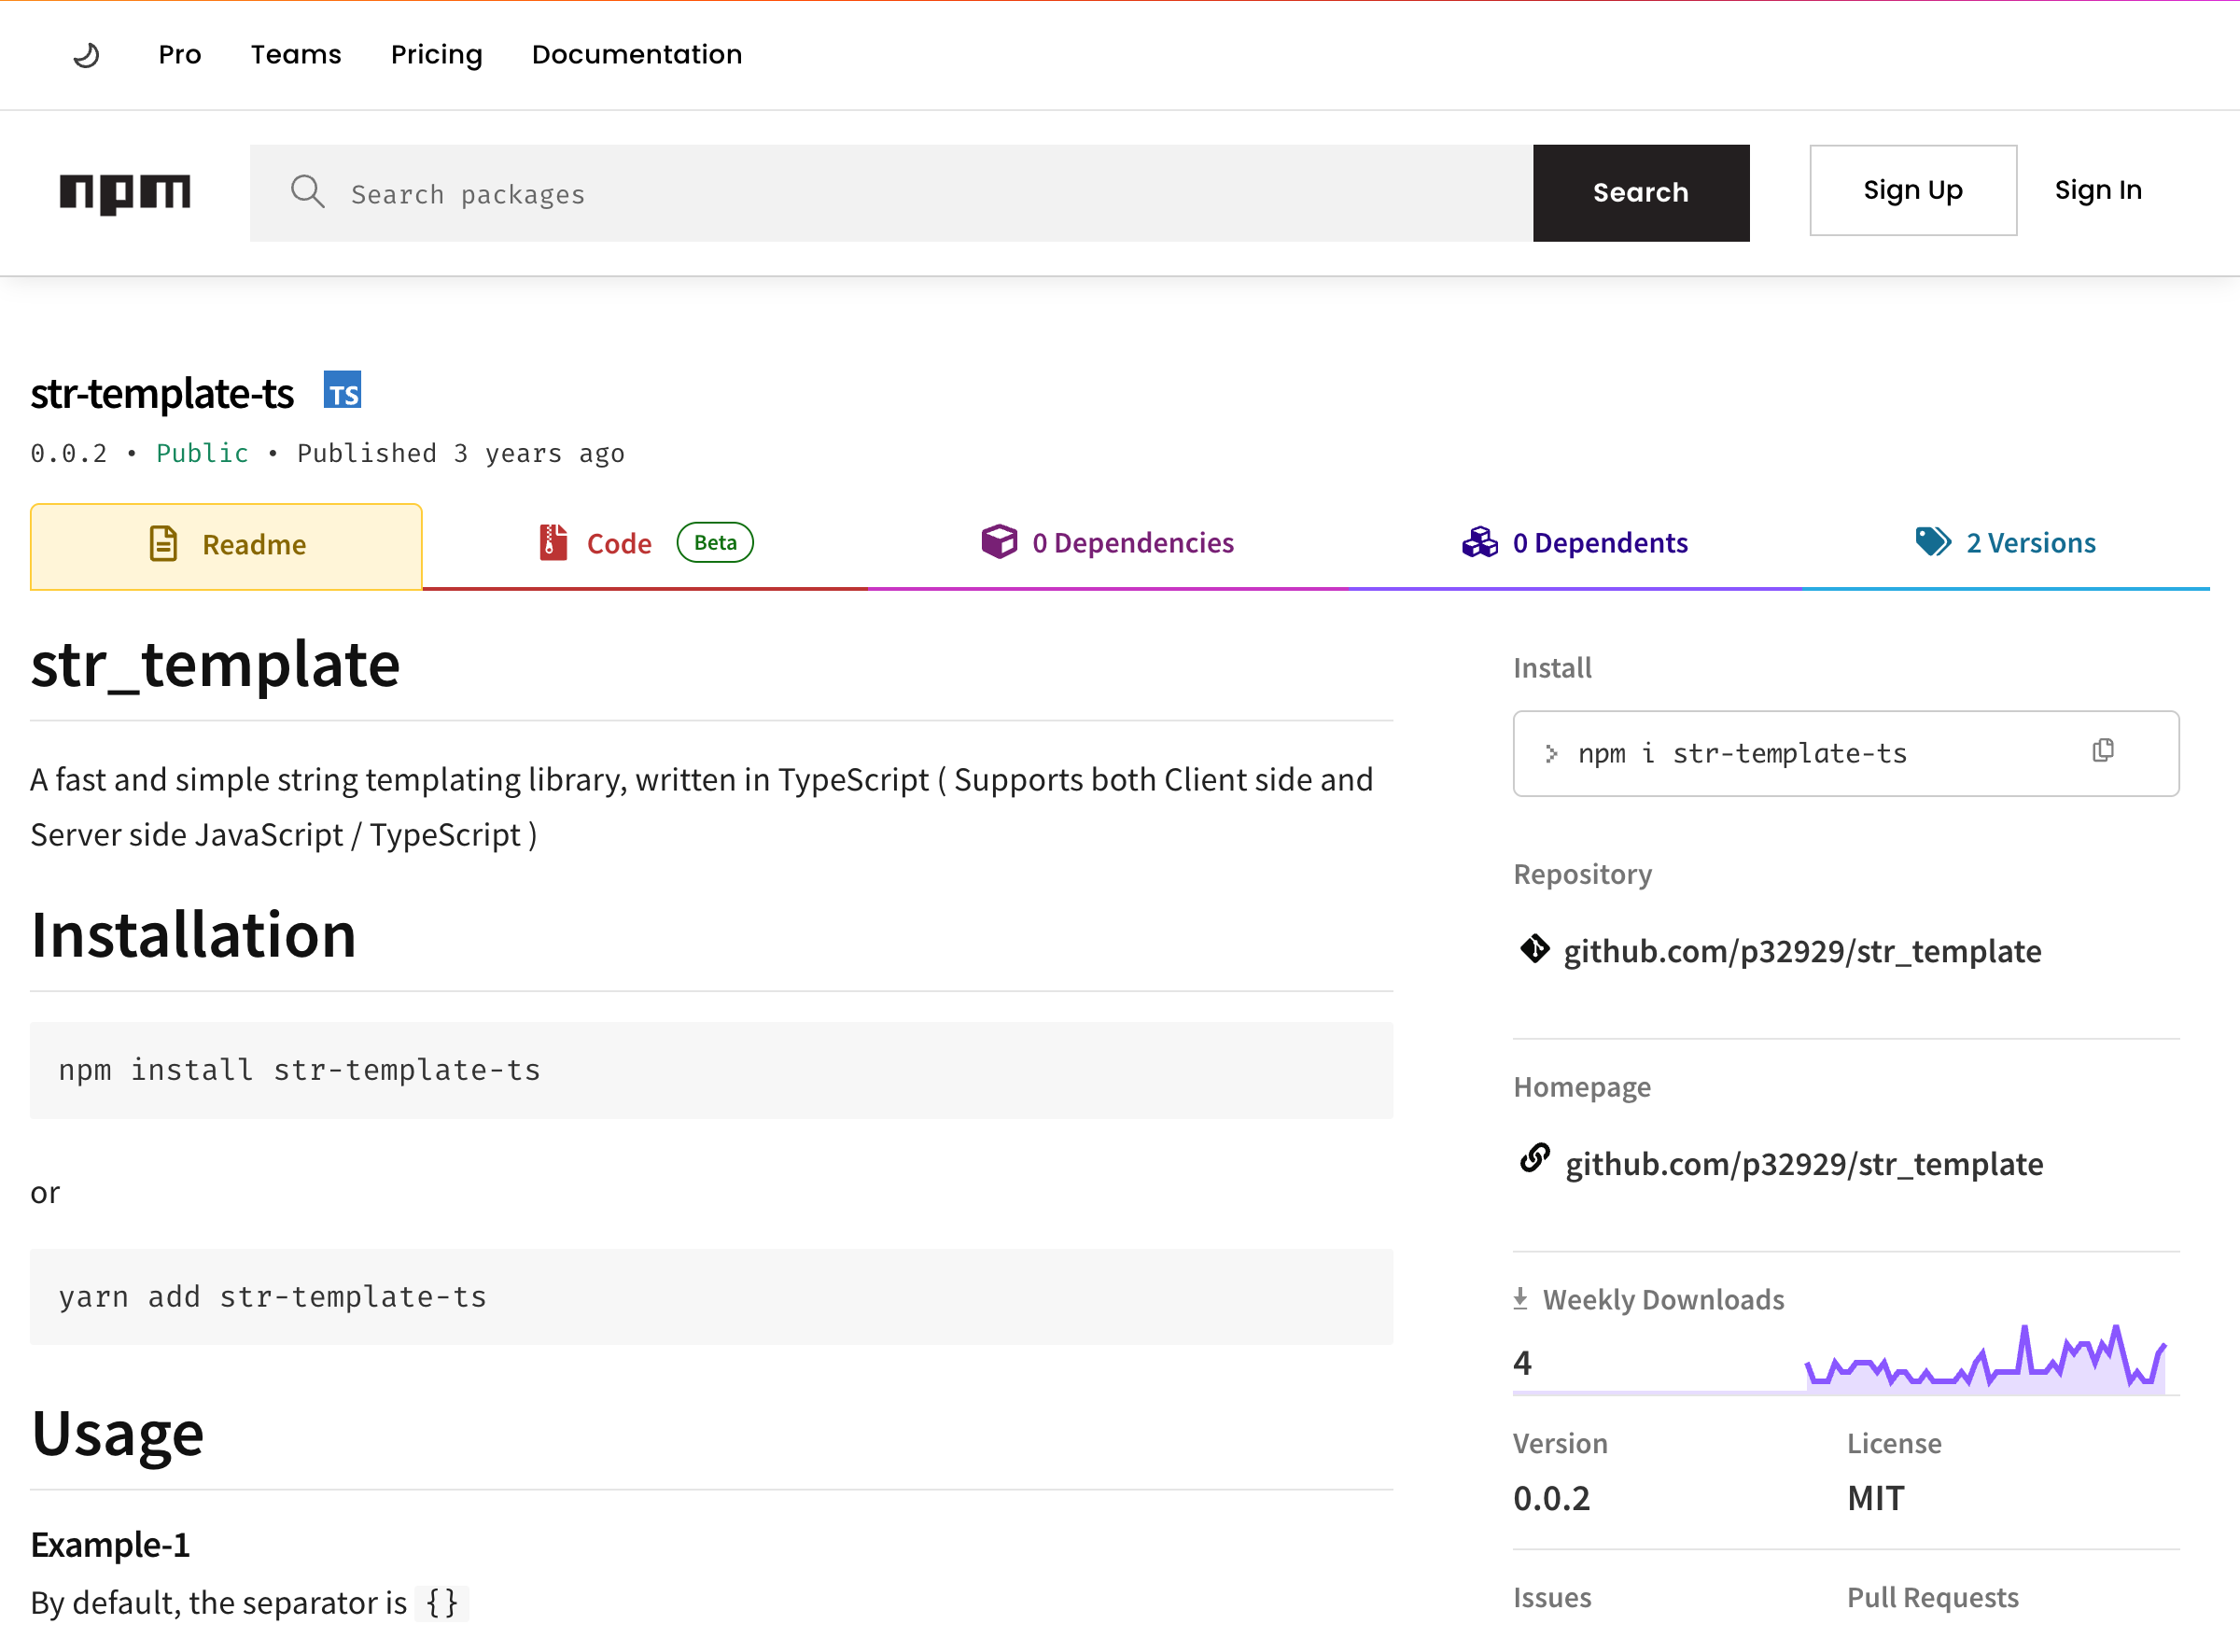 Pro Teams Pricing Documentation
npm Search packages Search Sign Up Sign In
str-template-ts TS
0.0.2 • Public • Published 3 years ago
Readme Code Beta 0 Dependencies 0 Dependents 2 Versions
str_template
A fast and simple string templating library, written in TypeScript ( Supports both Client side and
Server side JavaScript / TypeScript )
Installation
npm install str-template-ts
or
yarn add str-template-ts
Usage
Example-1
By default, the separator is {}
Install
npm i str-template-ts
Repository
github.com/p32929/str_template
Homepage
github.com/p32929/str_template
Weekly Downloads
4
Version License
0.0.2 MIT
Issues Pull Requests